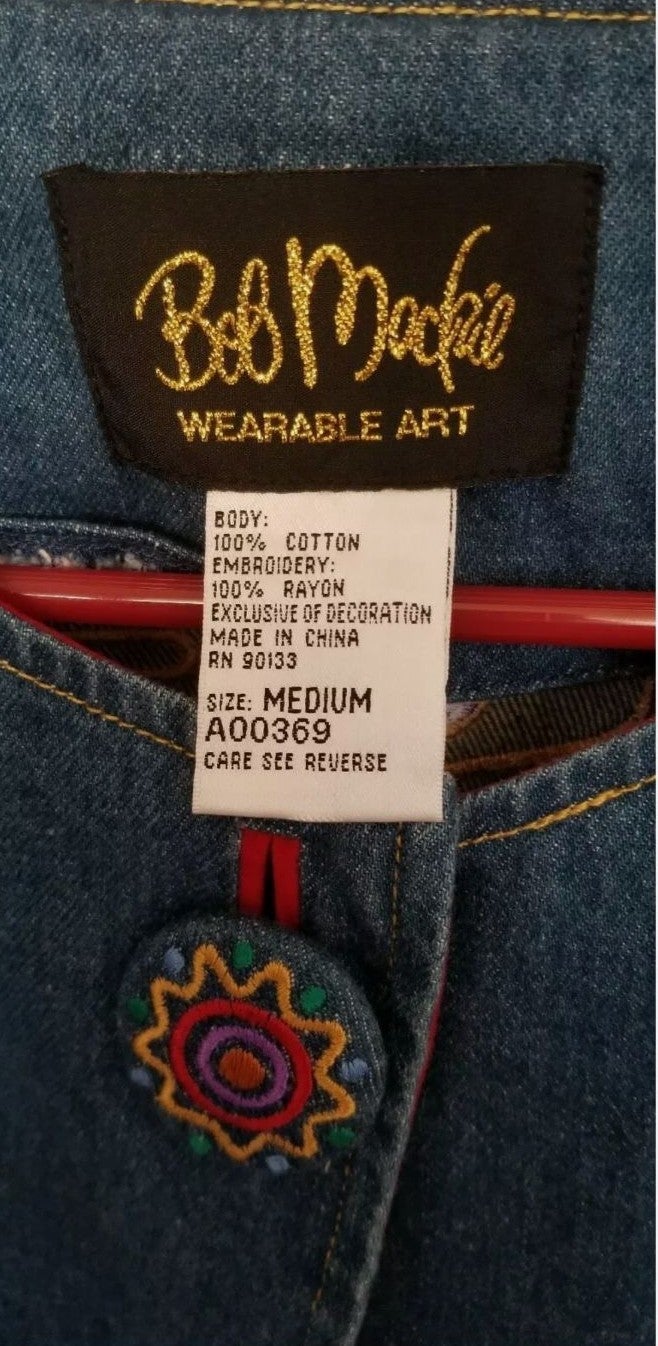 Bob Mackie
WEARABLE ART
BODY:
100% COTTON
EMBROIDERY:
100% RAYON
EXCLUSIVE OF DECORATION
MADE IN CHINA
RN 90133
SIZE: MEDIUM
A00369
CARE SEE REVERSE